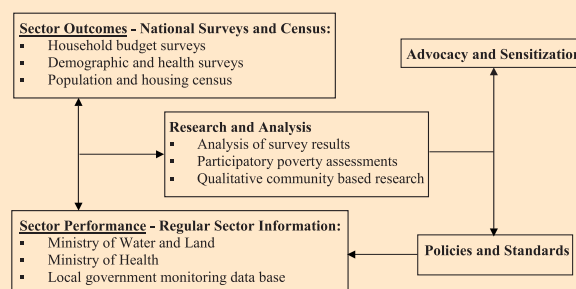 Sector Outcomes - National Surveys and Census:
▪ Household budget surveys
▪ Demographic and health surveys
▪ Population and housing census
Advocacy and Sensitization
Research and Analysis
▪ Analysis of survey results
▪ Participatory poverty assessments
▪ Qualitative community based research
Sector Performance - Regular Sector Information:
▪ Ministry of Water and Land
▪ Ministry of Health
▪ Local government monitoring data base
Policies and Standards